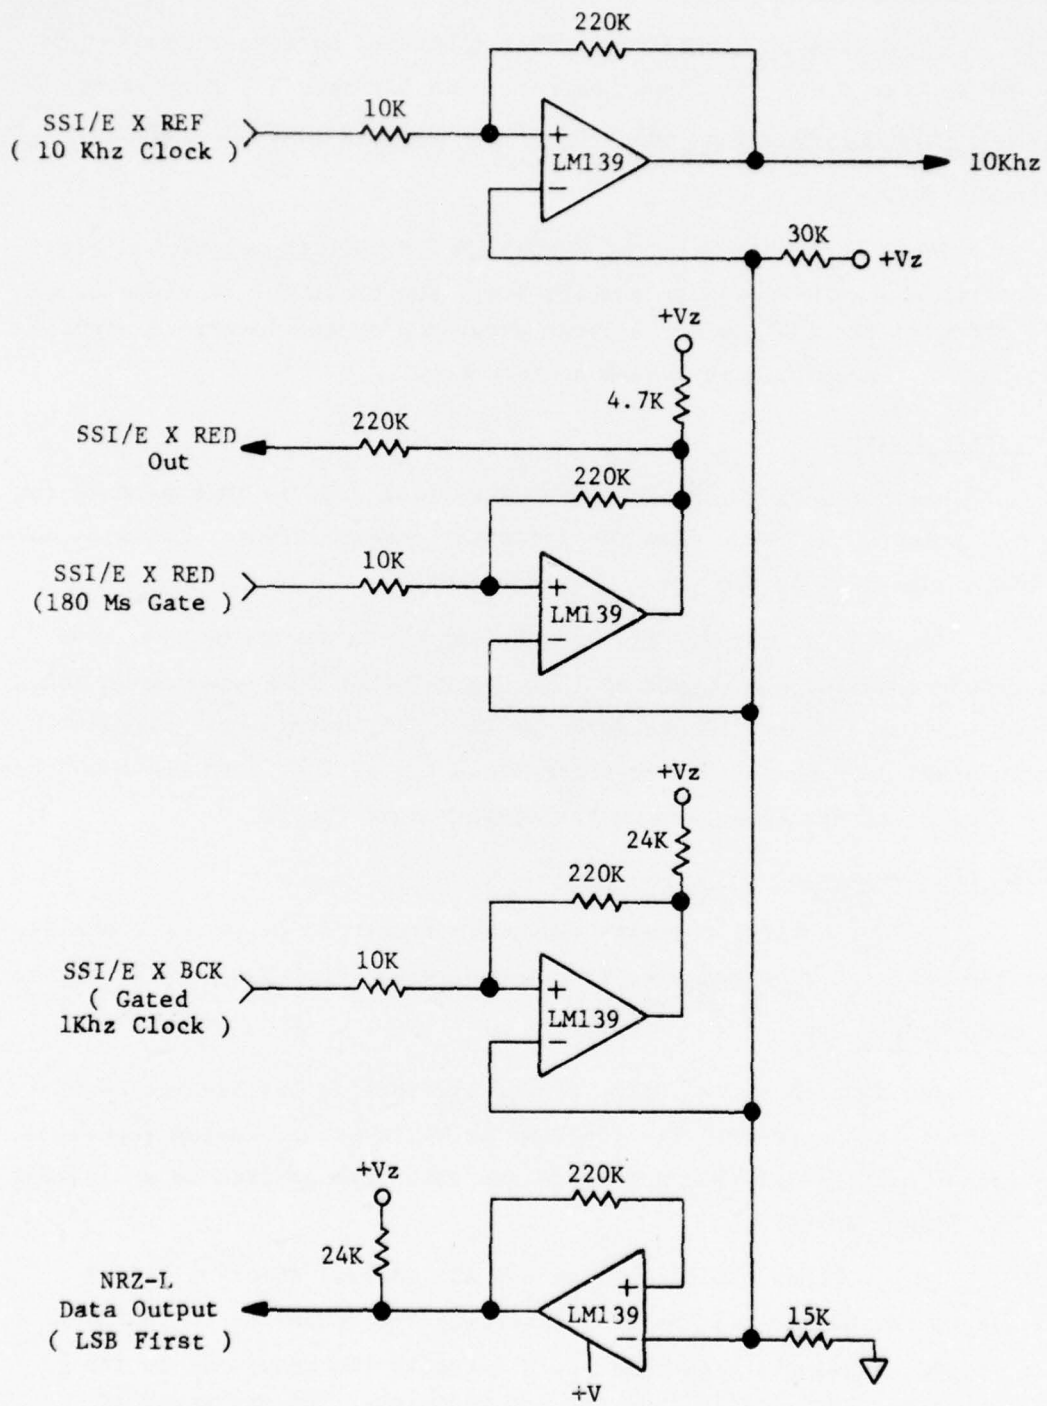 220K
10K
SSI/E X REF
( 10 Khz Clock )
+
LM139
−
10Khz
30K
+Vz
+Vz
4.7K
220K
SSI/E X RED
Out
220K
10K
SSI/E X RED
(180 Ms Gate )
+
LM139
−
+Vz
24K
220K
10K
SSI/E X BCK
( Gated
1Khz Clock )
+
LM139
−
+Vz
220K
24K
NRZ-L
Data Output
( LSB First )
+
LM139
−
15K
+V